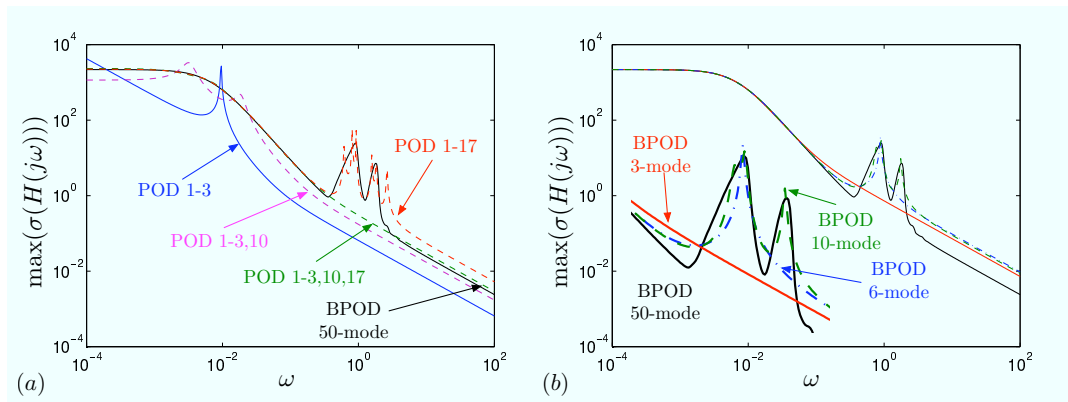 10^4
10^2
10^0
10^-2
10^-4
max(σ(H(jω)))
POD 1-17
POD 1-3
POD 1-3,10
POD 1-3,10,17
BPOD
50-mode
10^-4
10^-2
10^0
10^2
ω
(a)
10^4
10^2
10^0
10^-2
10^-4
max(σ(H(jω)))
BPOD
3-mode
BPOD
10-mode
BPOD
6-mode
BPOD
50-mode
10^-4
10^-2
10^0
10^2
ω
(b)